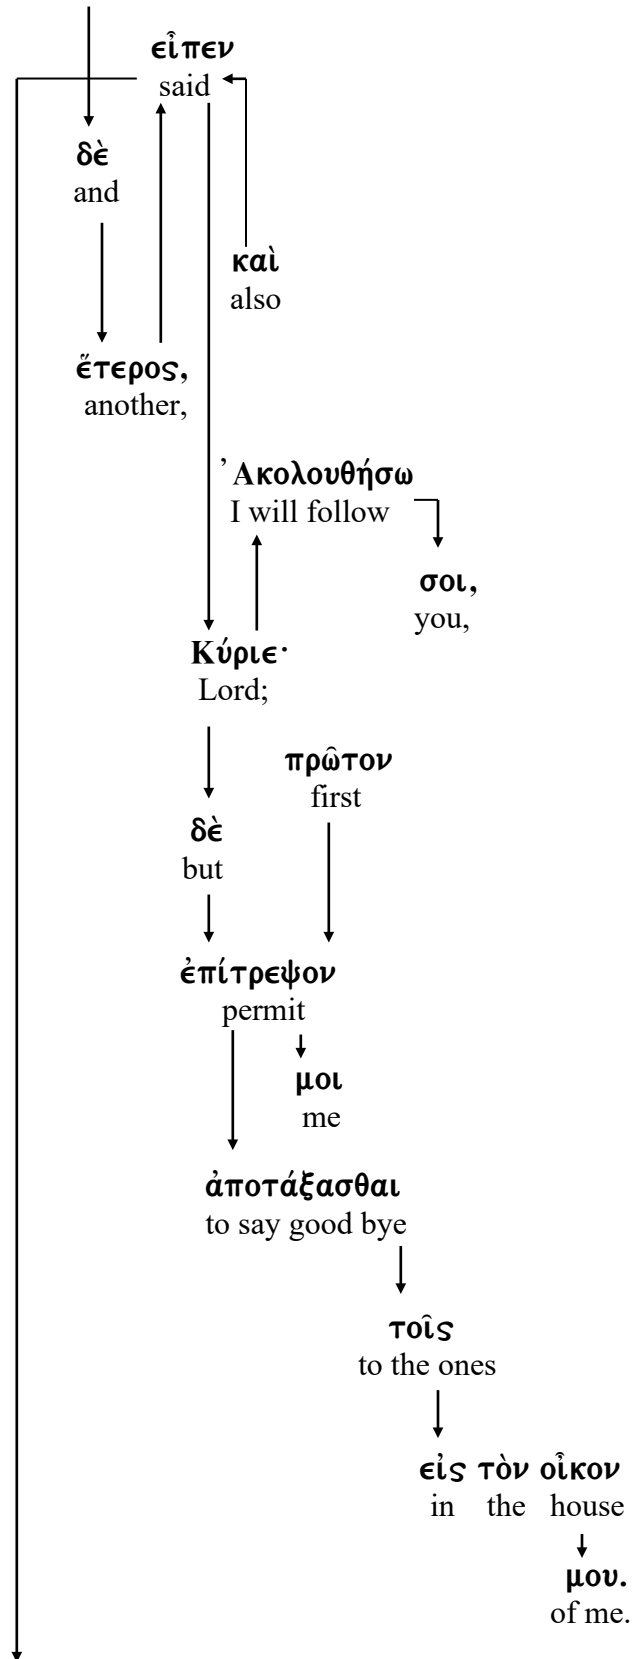 εἶπεν
said
δὲ
and
καὶ
also
ἕτερος,
another,
᾿Ακολουθήσω
I will follow
σοι,
you,
Κύριε·
Lord;
πρῶτον
first
δὲ
but
ἐπίτρεψον
permit
μοι
me
ἀποτάξασθαι
to say good bye
τοῖς
to the ones
εἰς τὸν οἶκον
in the house
μου.
of me.